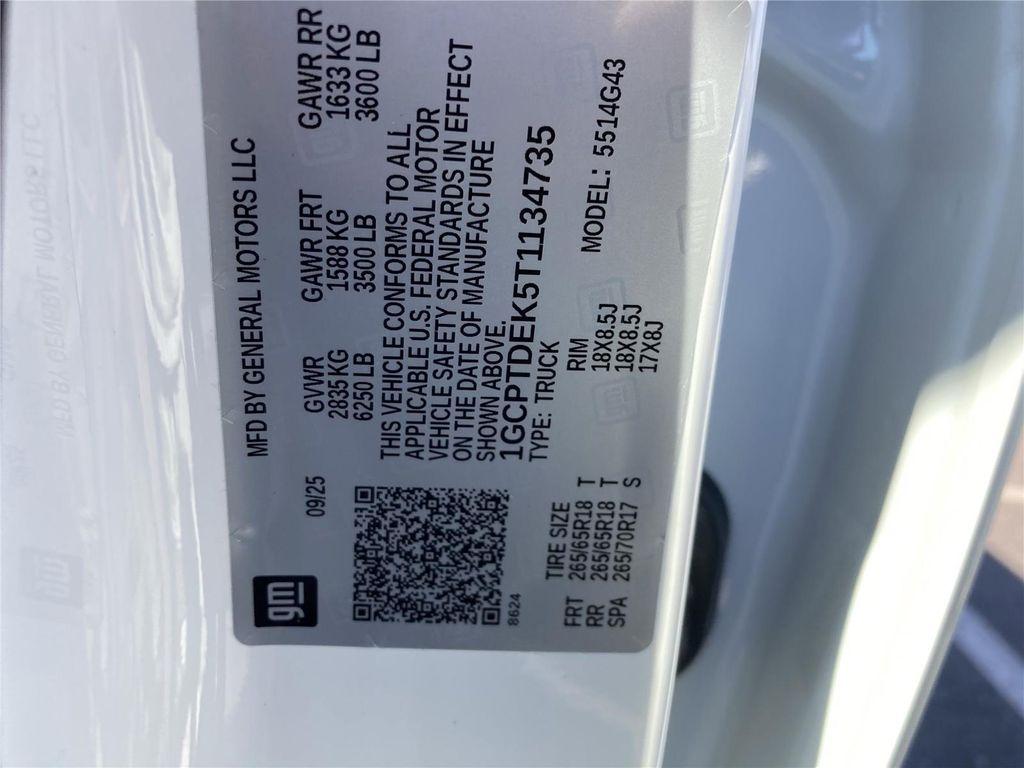 gm
MFD BY GENERAL MOTORS LLC
09/25
GVWR GAWR FRT GAWR RR
2835 KG 1588 KG 1633 KG
6250 LB 3500 LB 3600 LB
THIS VEHICLE CONFORMS TO ALL
APPLICABLE U.S. FEDERAL MOTOR
VEHICLE SAFETY STANDARDS IN EFFECT
ON THE DATE OF MANUFACTURE
SHOWN ABOVE.
1GCPTDEK5T1134735
8624
TYPE: TRUCK
TIRE SIZE RIM MODEL: 5514G43
FRT 265/65R18 T 18X8.5J
RR 265/65R18 T 18X8.5J
SPA 265/70R17 S 17X8J